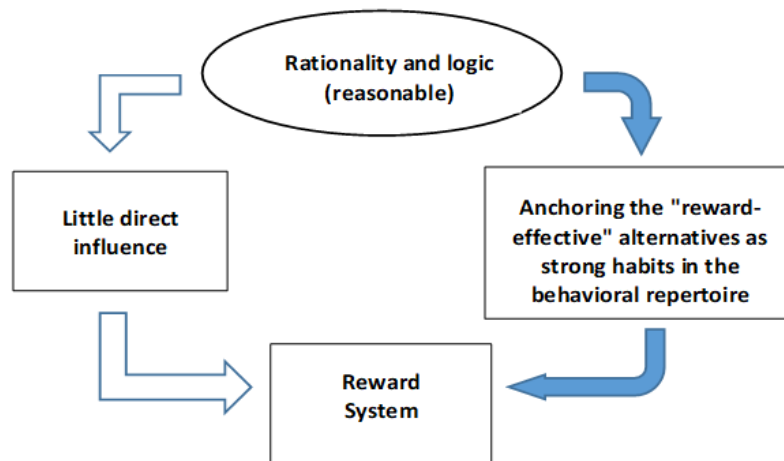 Rationality and logic
(reasonable)
Little direct
influence
Anchoring the "reward-
effective" alternatives as
strong habits in the
behavioral repertoire
Reward
System